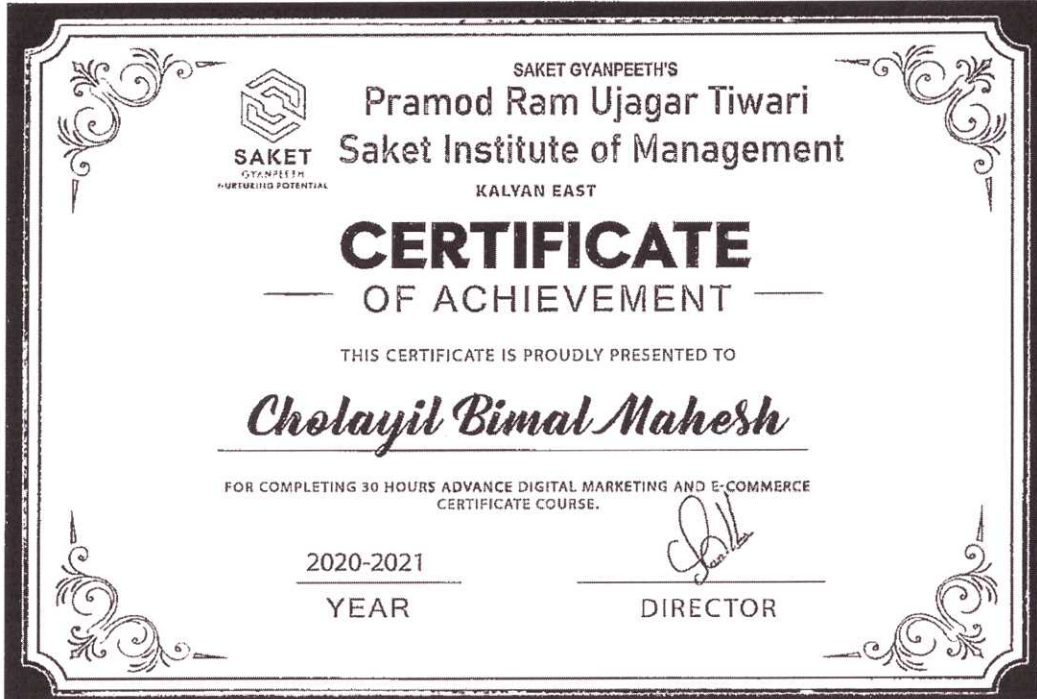 SAKET GYANPEETH'S
Pramod Ram Ujagar Tiwari
Saket Institute of Management
KALYAN EAST
SAKET
GYANPEETH
NURTURING POTENTIAL
CERTIFICATE
OF ACHIEVEMENT
THIS CERTIFICATE IS PROUDLY PRESENTED TO
Cholayil Bimal Mahesh
FOR COMPLETING 30 HOURS ADVANCE DIGITAL MARKETING AND E-COMMERCE
CERTIFICATE COURSE.
2020-2021
YEAR
DIRECTOR